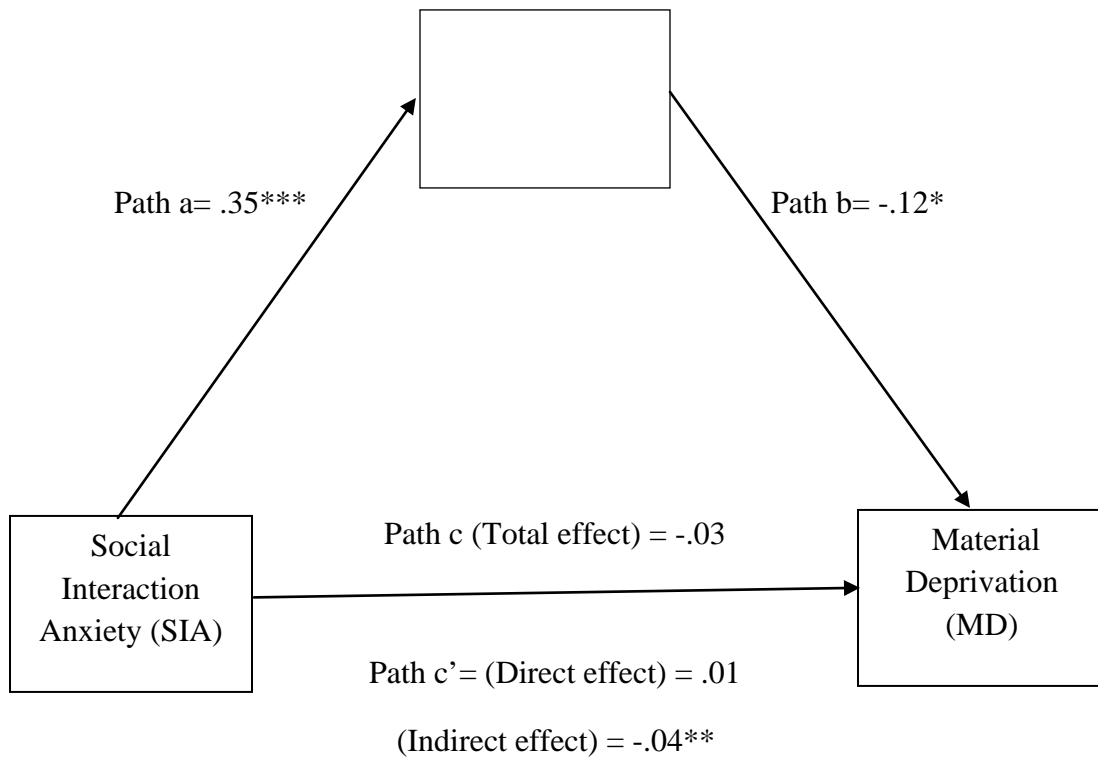 Path a= .35***
Path b= -.12*
Social
Interaction
Anxiety (SIA)
Path c (Total effect) = -.03
Material
Deprivation
(MD)
Path c’= (Direct effect) = .01
(Indirect effect) = -.04**